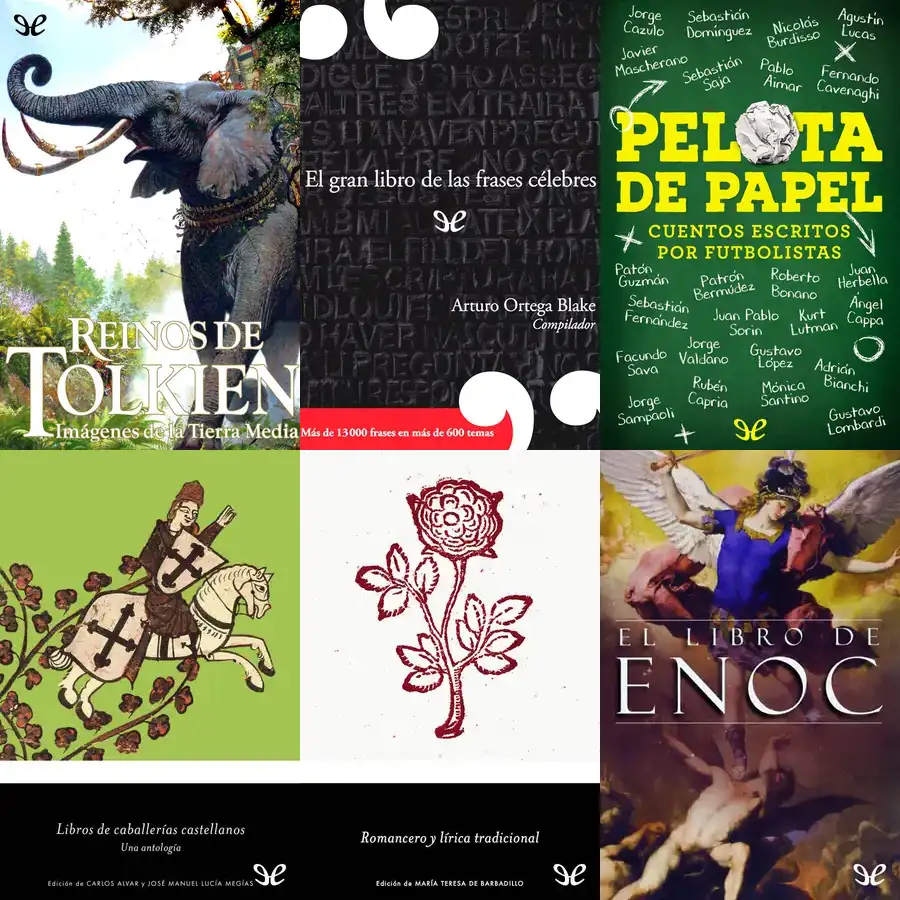 REINOS DE
TOLKIEN
Imágenes de la Tierra Media
El gran libro de las frases célebres
Arturo Ortega Blake
Compilador
Más de 13000 frases en más de 600 temas
Jorge
Cazulo
Sebastián
Domínguez
Nicolás
Burdisso
Agustín
Lucas
Javier
Mascherano
Sebastián
Saja
Pablo
Aimar
Fernando
Cavenaghi
PELOTA
DE PAPEL
CUENTOS ESCRITOS
POR FUTBOLISTAS
Patón
Guzmán
Patrón
Bermúdez
Roberto
Bonano
Juan
Herbella
Sebastián
Fernández
Juan Pablo
Sorin
Kurt
Lutman
Ángel
Cappa
Facundo
Sava
Jorge
Valdano
Gustavo
López
Adrián
Bianchi
Jorge
Sampaoli
Rubén
Capria
Mónica
Santino
Gustavo
Lombardi
Libros de caballerías castellanos
Una antología
Edición de CARLOS ALVAR y JOSÉ MANUEL LUCÍA MEGÍAS
Romancero y lírica tradicional
Edición de MARÍA TERESA DE BARBADILLO
EL LIBRO DE
ENOC